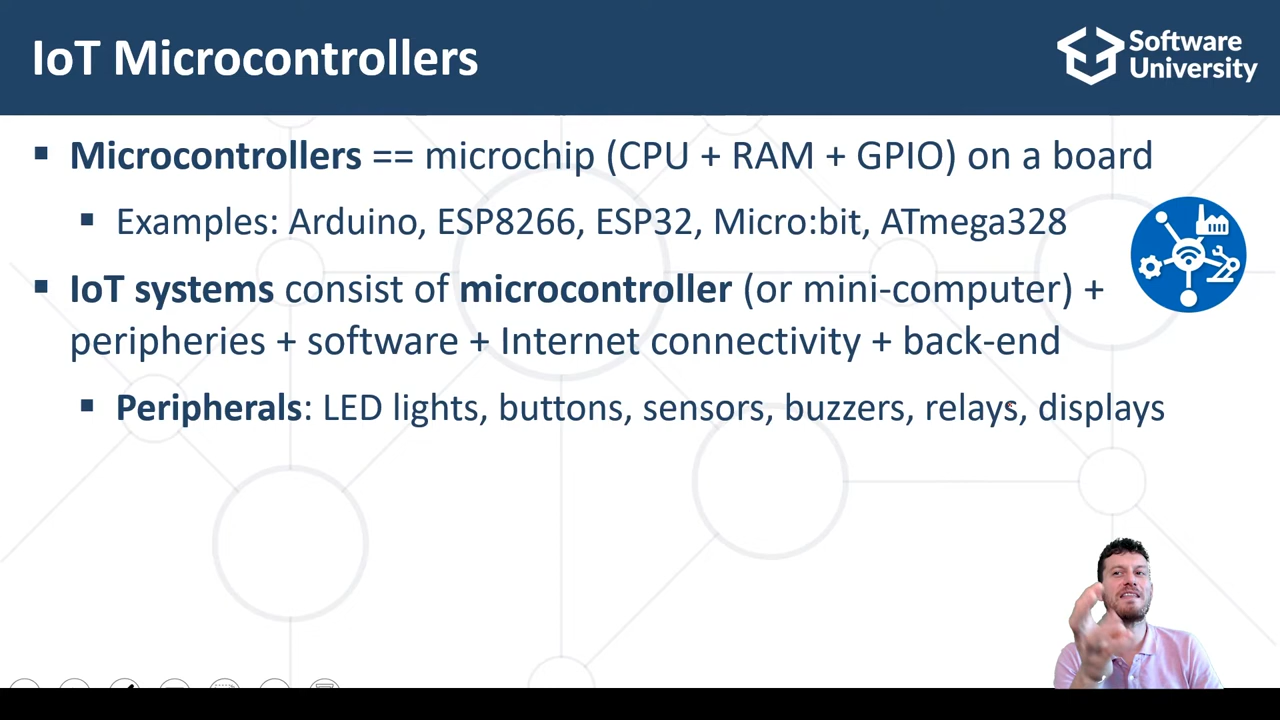 IoT Microcontrollers
Software
University
▪ Microcontrollers == microchip (CPU + RAM + GPIO) on a board
▪ Examples: Arduino, ESP8266, ESP32, Micro:bit, ATmega328
▪ IoT systems consist of microcontroller (or mini-computer) +
peripheries + software + Internet connectivity + back-end
▪ Peripherals: LED lights, buttons, sensors, buzzers, relays, displays